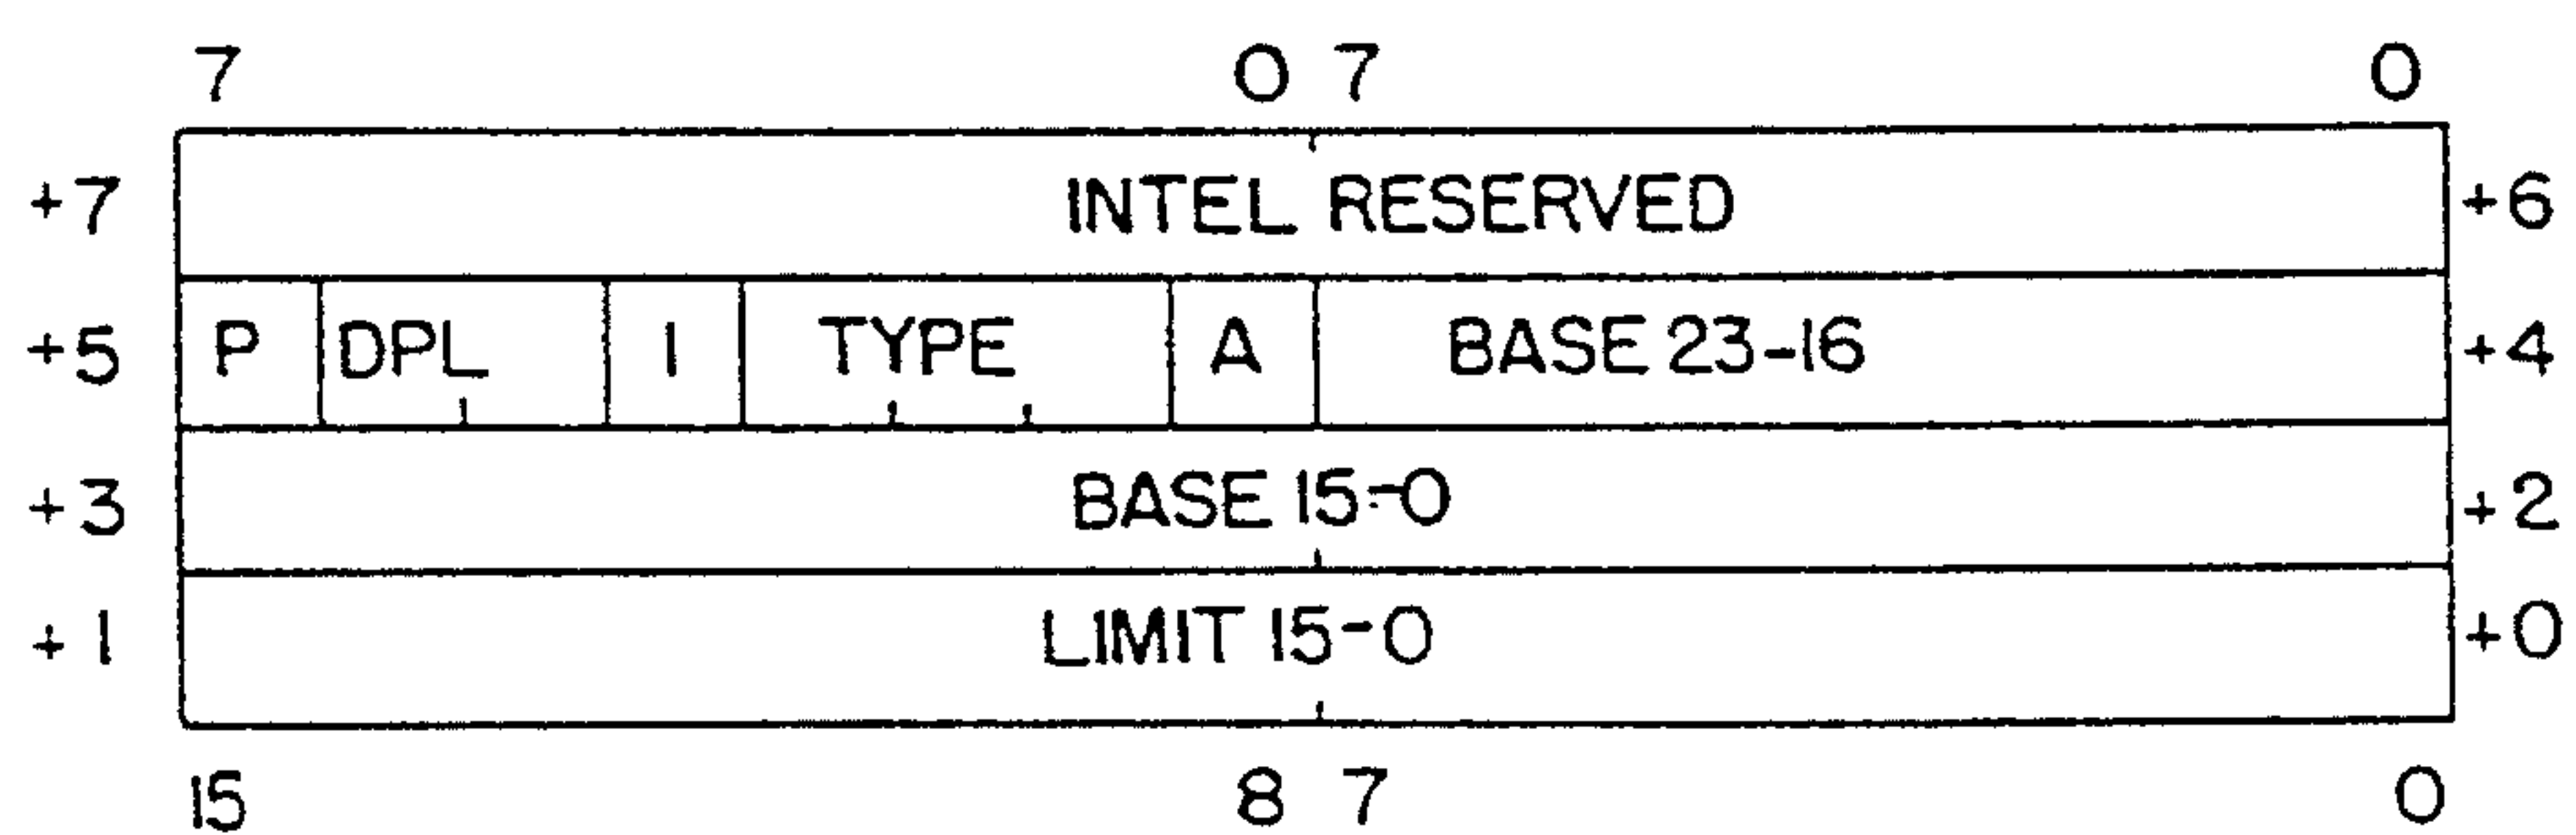 7 0 7 0
+7 INTEL RESERVED +6
+5 P DPL 1 TYPE A BASE 23-16 +4
+3 BASE 15-0 +2
+1 LIMIT 15-0 +0
15 8 7 0